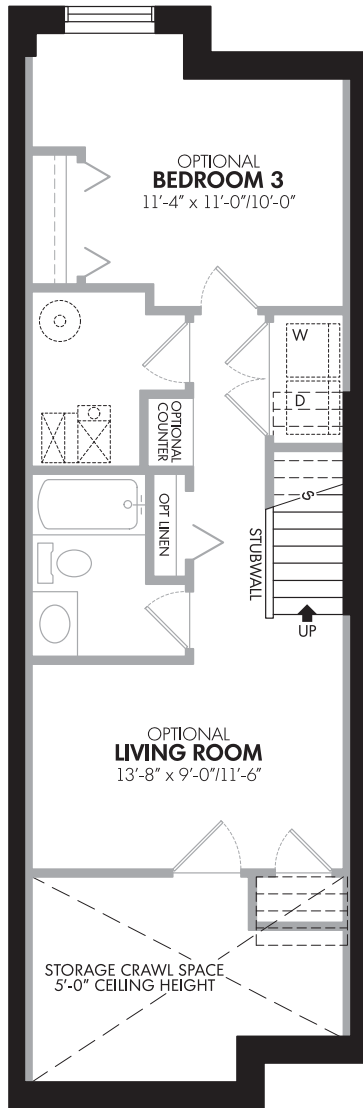 OPTIONAL
BEDROOM 3
11'-4" x 11'-0"/10'-0"
W
D
OPTIONAL
COUNTER
OPT LINEN
S
STUBWALL
UP
OPTIONAL
LIVING ROOM
13'-8" x 9'-0"/11'-6"
STORAGE CRAWL SPACE
5'-0" CEILING HEIGHT